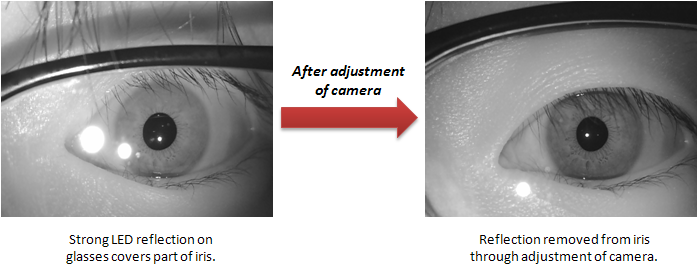 After adjustment
of camera
Strong LED reflection on
glasses covers part of iris.
Reflection removed from iris
through adjustment of camera.